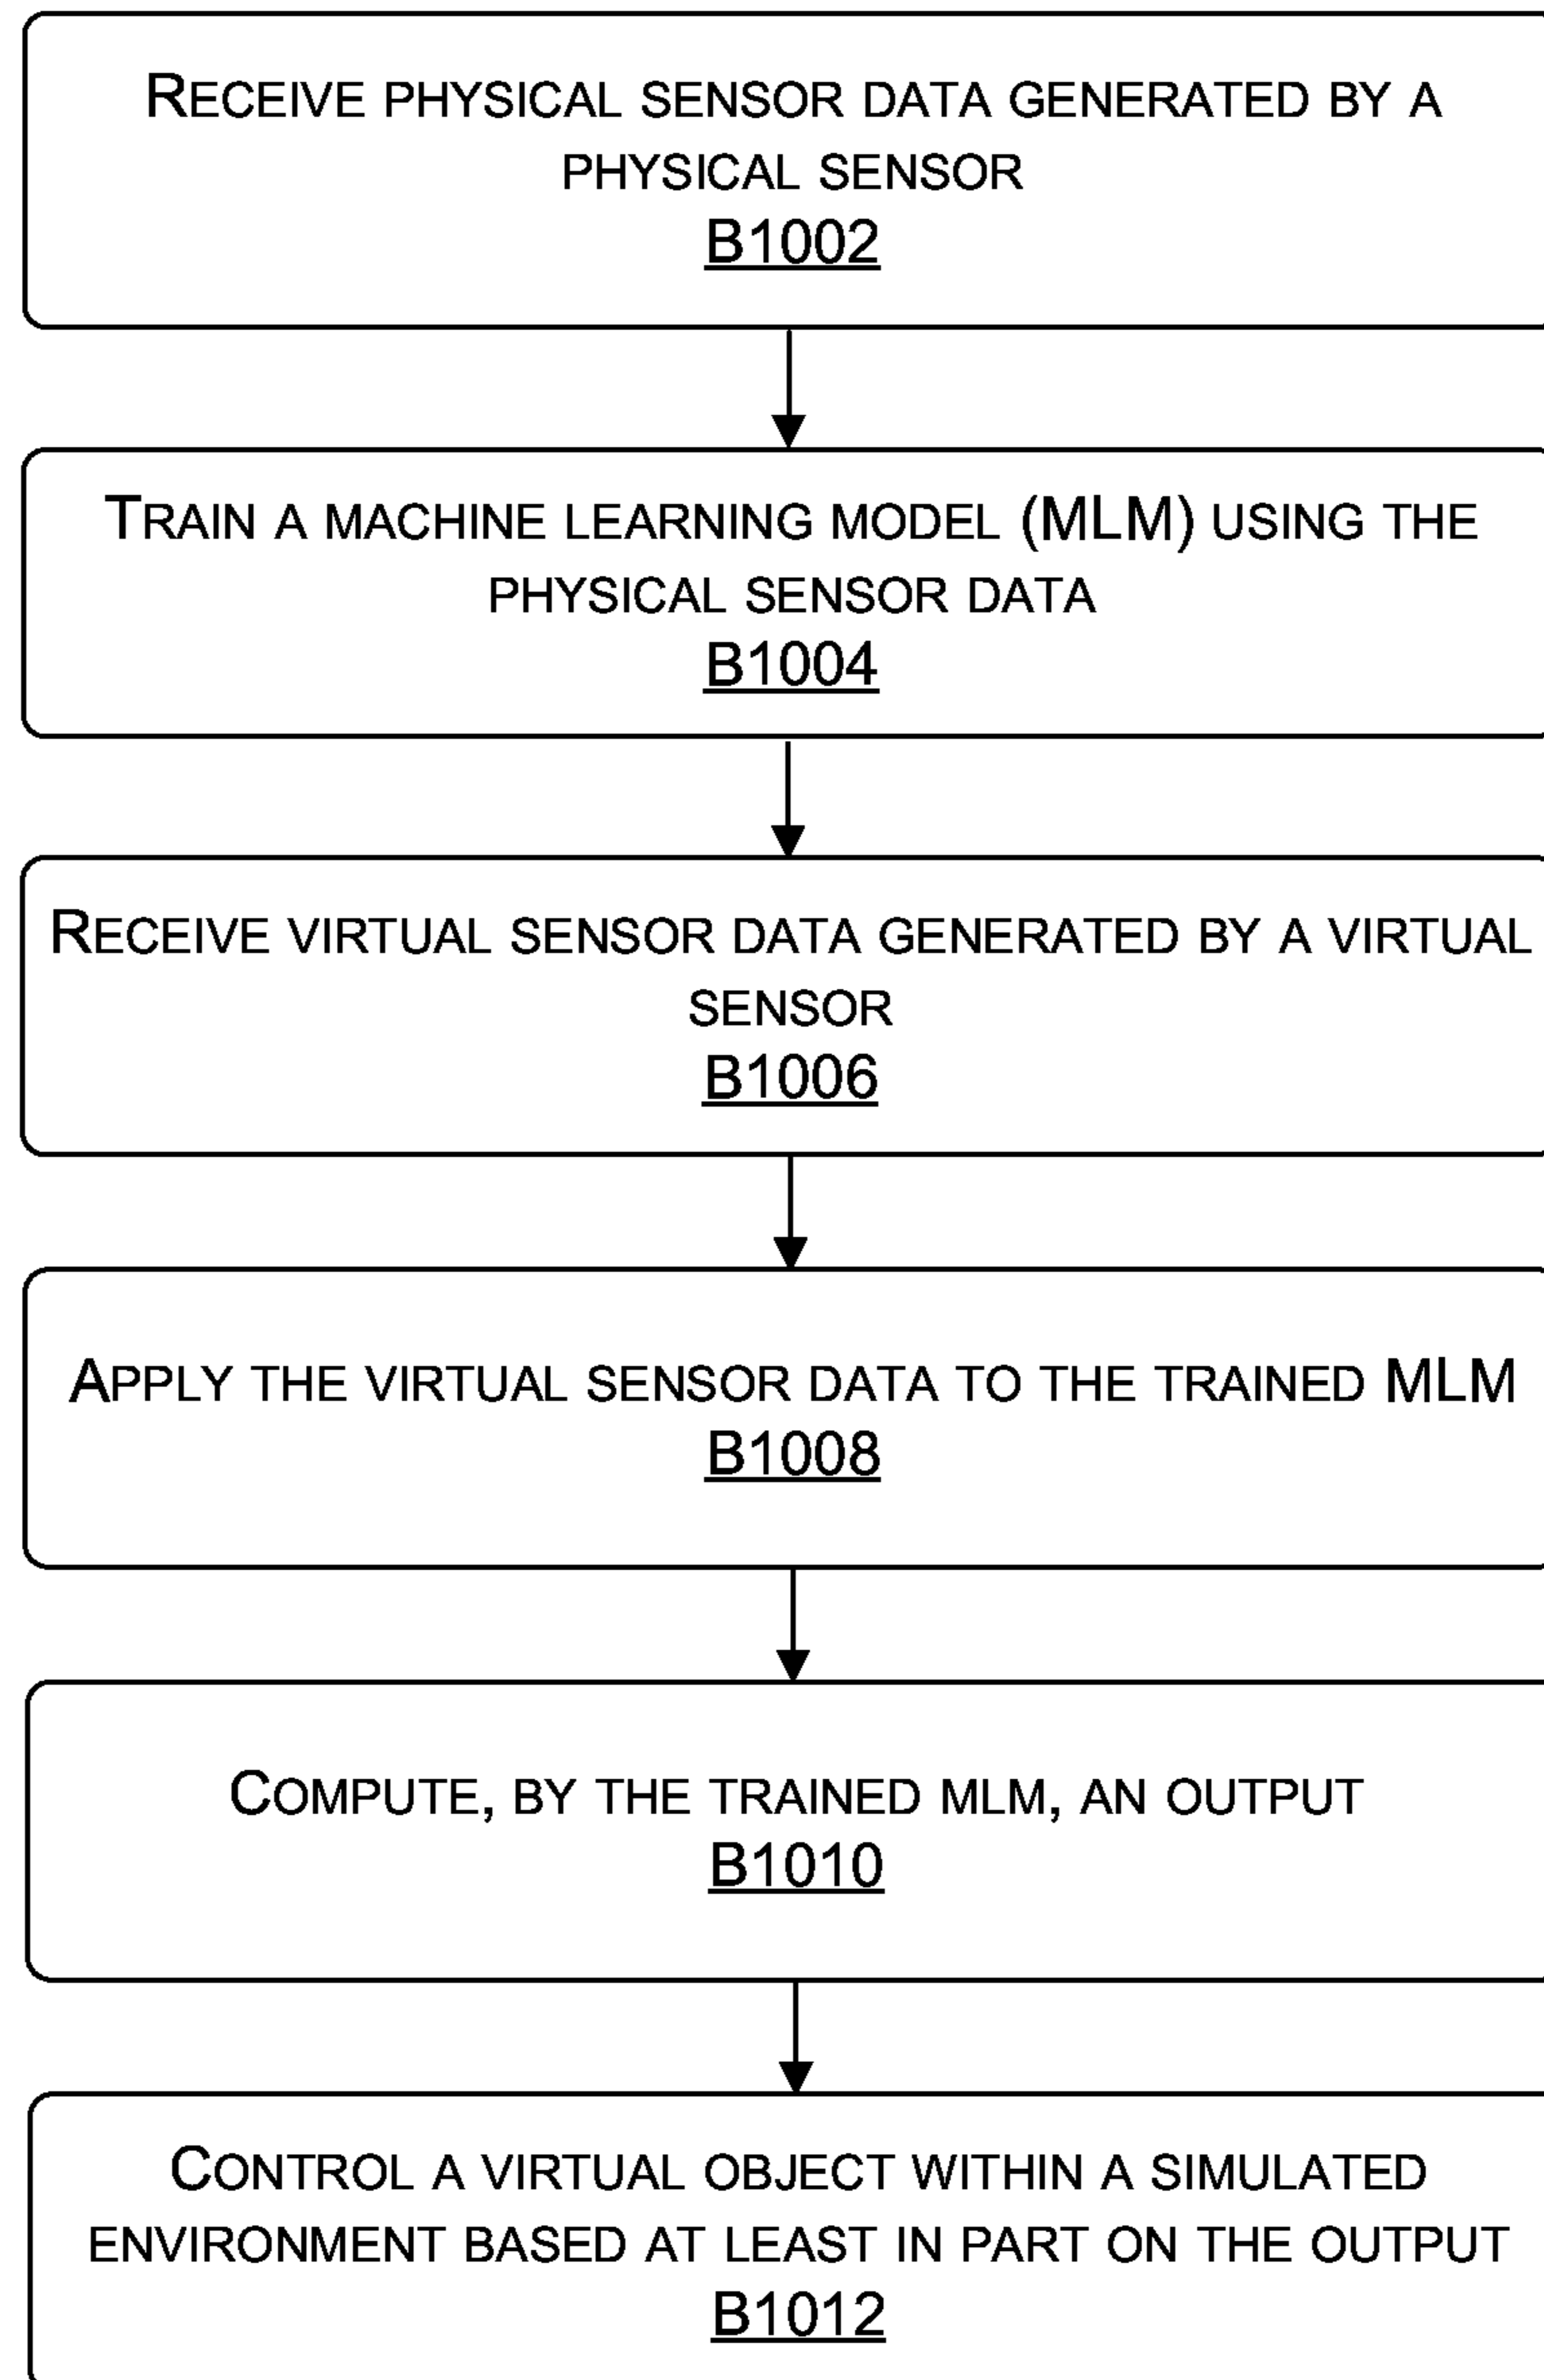 RECEIVE PHYSICAL SENSOR DATA GENERATED BY A
PHYSICAL SENSOR
B1002
TRAIN A MACHINE LEARNING MODEL (MLM) USING THE
PHYSICAL SENSOR DATA
B1004
RECEIVE VIRTUAL SENSOR DATA GENERATED BY A VIRTUAL
SENSOR
B1006
APPLY THE VIRTUAL SENSOR DATA TO THE TRAINED MLM
B1008
COMPUTE, BY THE TRAINED MLM, AN OUTPUT
B1010
CONTROL A VIRTUAL OBJECT WITHIN A SIMULATED
ENVIRONMENT BASED AT LEAST IN PART ON THE OUTPUT
B1012